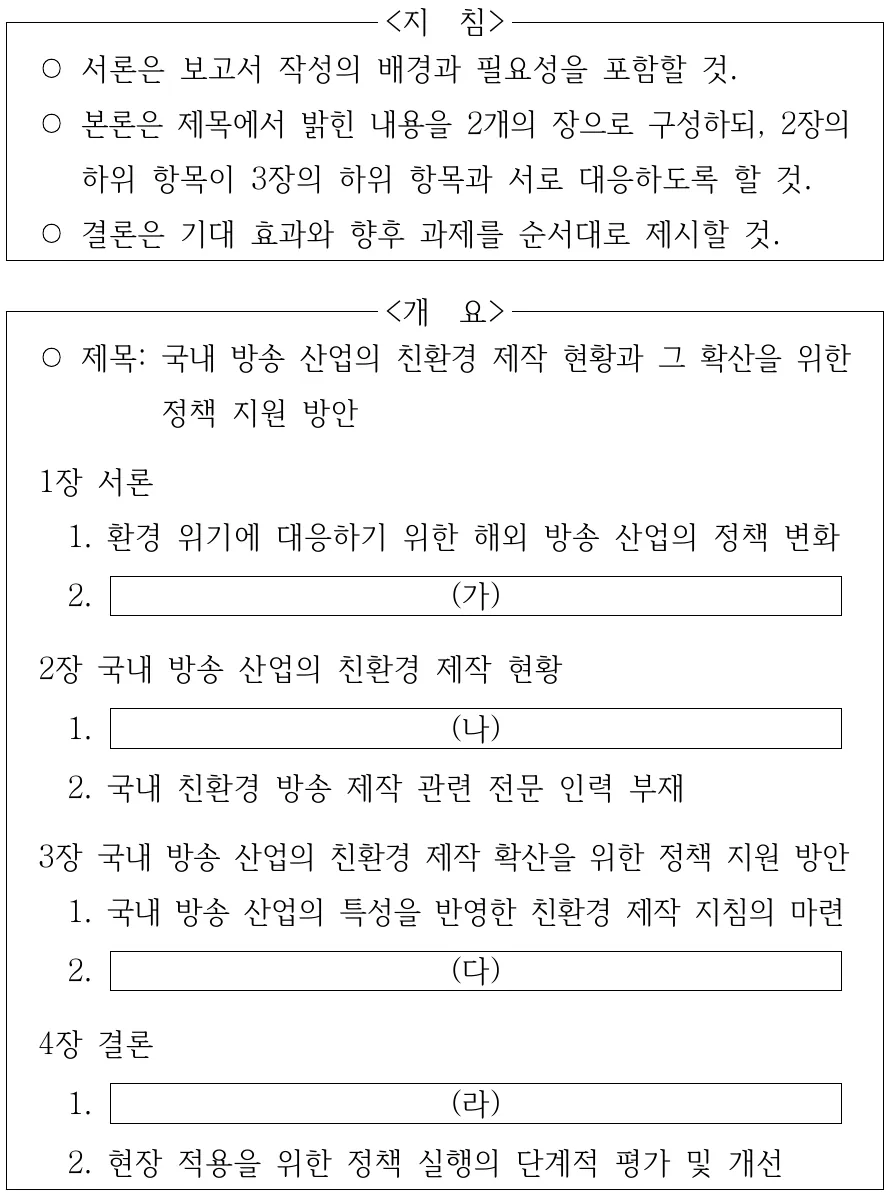 <지 침>
○ 서론은 보고서 작성의 배경과 필요성을 포함할 것.
○ 본론은 제목에서 밝힌 내용을 2개의 장으로 구성하되, 2장의
하위 항목이 3장의 하위 항목과 서로 대응하도록 할 것.
○ 결론은 기대 효과와 향후 과제를 순서대로 제시할 것.
<개 요>
○ 제목: 국내 방송 산업의 친환경 제작 현황과 그 확산을 위한
정책 지원 방안
1장 서론
1. 환경 위기에 대응하기 위한 해외 방송 산업의 정책 변화
2. (가)
2장 국내 방송 산업의 친환경 제작 현황
1. (나)
2. 국내 친환경 방송 제작 관련 전문 인력 부재
3장 국내 방송 산업의 친환경 제작 확산을 위한 정책 지원 방안
1. 국내 방송 산업의 특성을 반영한 친환경 제작 지침의 마련
2. (다)
4장 결론
1. (라)
2. 현장 적용을 위한 정책 실행의 단계적 평가 및 개선